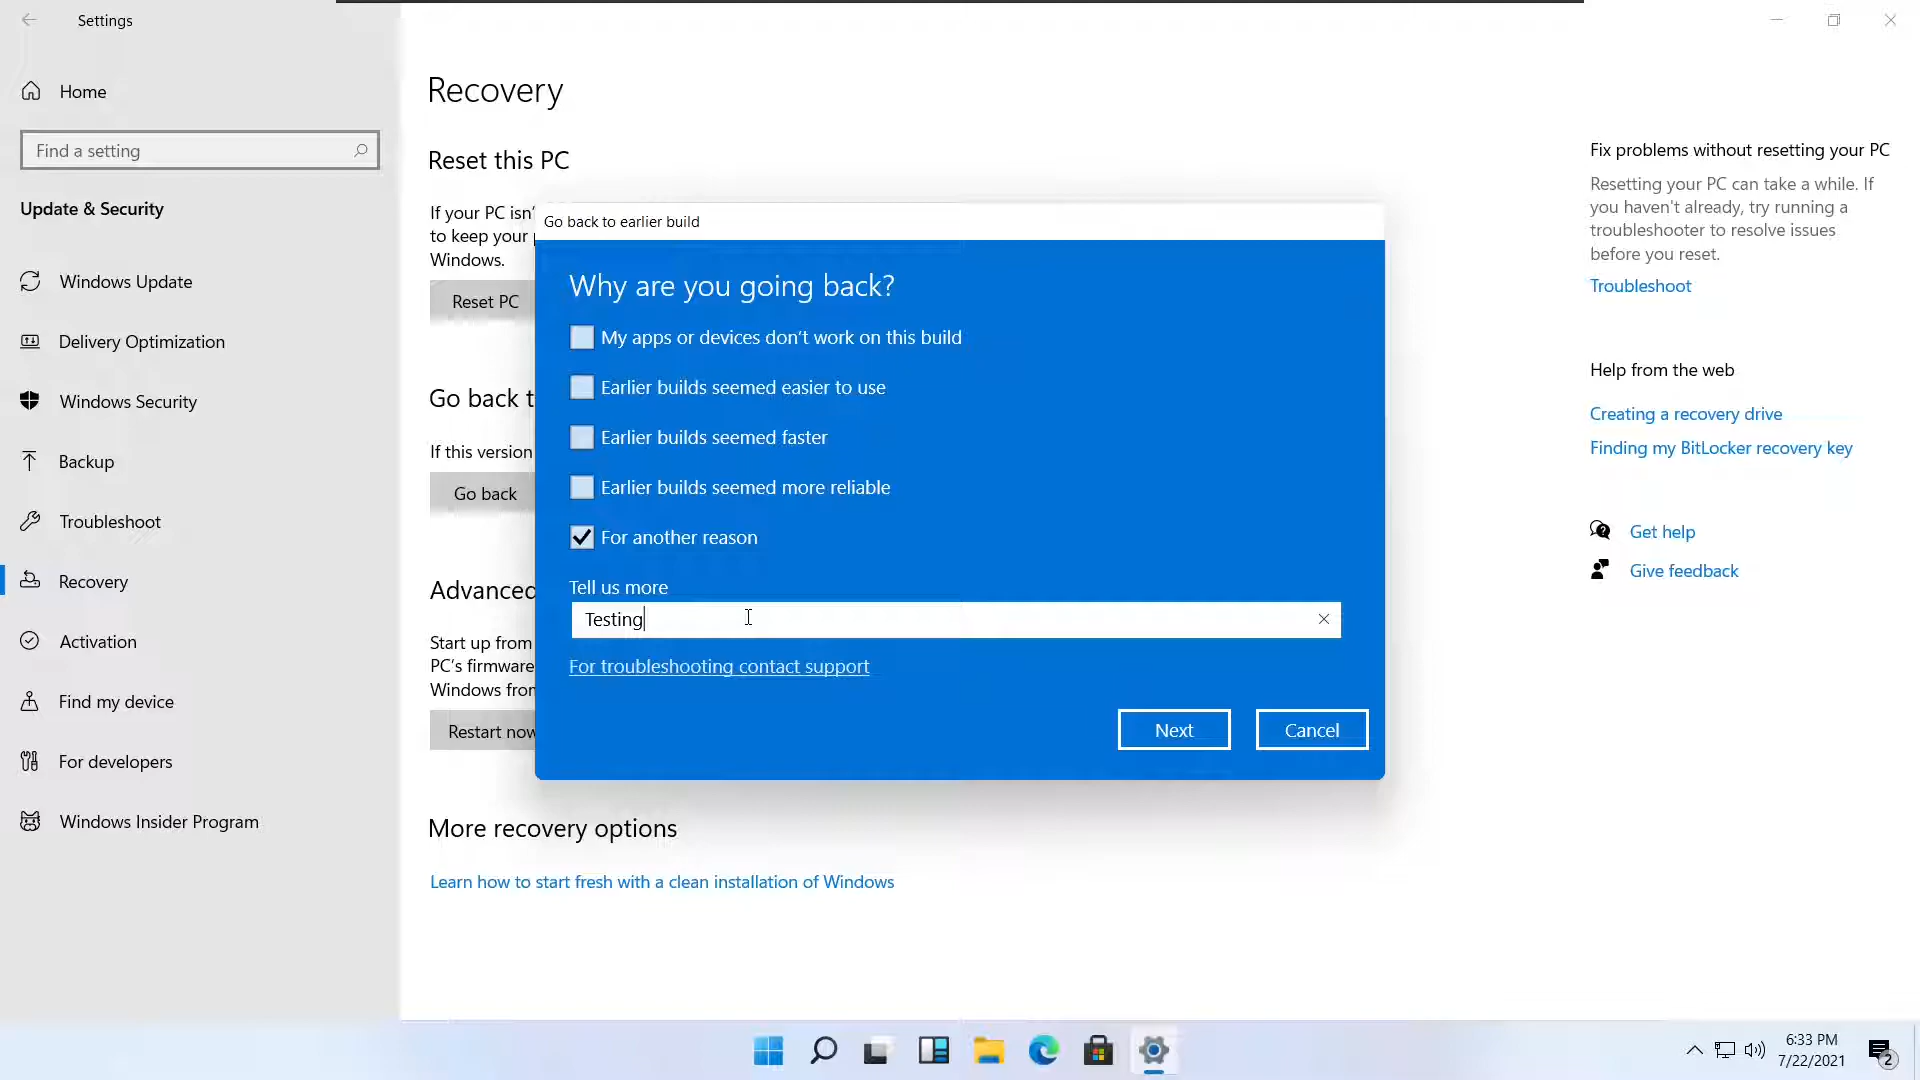 Settings
Home
Find a setting
Update & Security
Windows Update
Delivery Optimization
Windows Security
Backup
Troubleshoot
Recovery
Activation
Find my device
For developers
Windows Insider Program
Recovery
Reset this PC
If your PC isn'
to keep your
Windows.
Reset PC
Go back t
If this version
Go back
Advanced
Start up from
PC's firmware
Windows from
Restart now
More recovery options
Learn how to start fresh with a clean installation of Windows
Go back to earlier build
Why are you going back?
My apps or devices don't work on this build
Earlier builds seemed easier to use
Earlier builds seemed faster
Earlier builds seemed more reliable
For another reason
Tell us more
Testing
For troubleshooting contact support
Next
Cancel
Fix problems without resetting your PC
Resetting your PC can take a while. If
you haven't already, try running a
troubleshooter to resolve issues
before you reset.
Troubleshoot
Help from the web
Creating a recovery drive
Finding my BitLocker recovery key
Get help
Give feedback
6:33 PM
7/22/2021
2